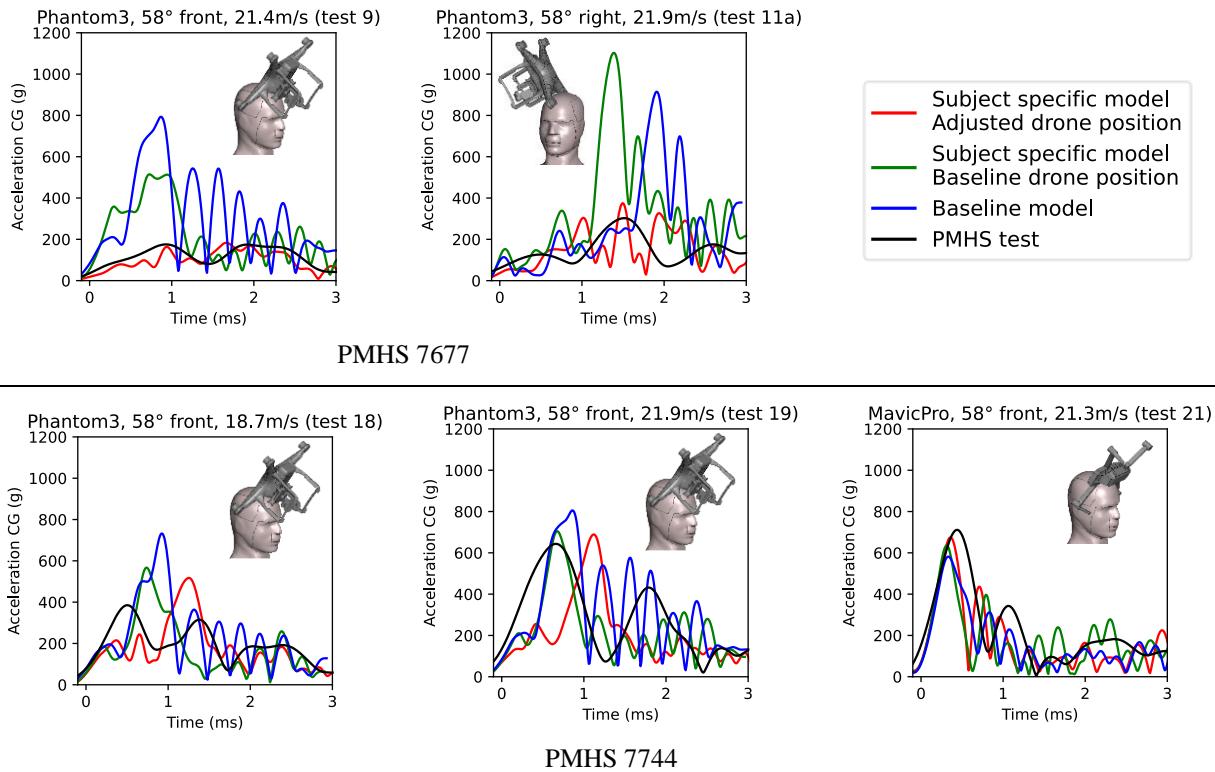 Phantom3, 58° front, 21.4m/s (test 9)
1200
1000
800
600
400
200
0
Acceleration CG (g)
0
1
2
3
Time (ms)
Phantom3, 58° right, 21.9m/s (test 11a)
1200
1000
800
600
400
200
0
Acceleration CG (g)
0
1
2
3
Time (ms)
Subject specific model
Adjusted drone position
Subject specific model
Baseline drone position
Baseline model
PMHS test
PMHS 7677
Phantom3, 58° front, 18.7m/s (test 18)
1200
1000
800
600
400
200
0
Acceleration CG (g)
0
1
2
3
Time (ms)
Phantom3, 58° front, 21.9m/s (test 19)
1200
1000
800
600
400
200
0
Acceleration CG (g)
0
1
2
3
Time (ms)
MavicPro, 58° front, 21.3m/s (test 21)
1200
1000
800
600
400
200
0
Acceleration CG (g)
0
1
2
3
Time (ms)
PMHS 7744